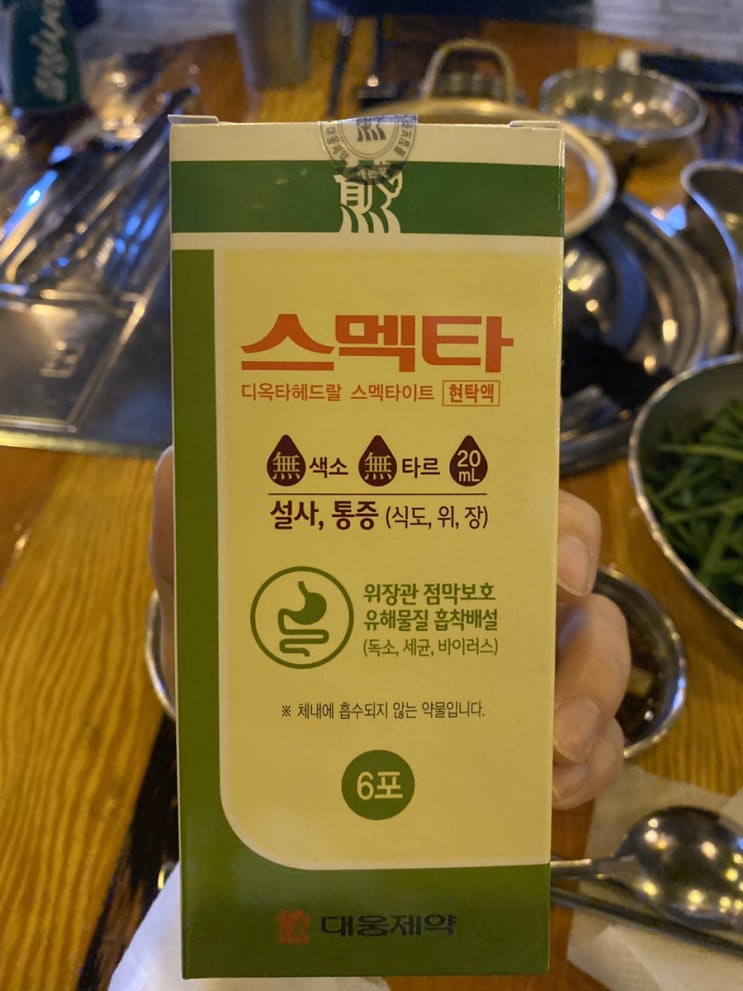 대웅제약
스멕타
디옥타헤드랄 스멕타이트 현탁액
無 색소 無 타르 20 mL
설사, 통증 (식도, 위, 장)
위장관 점막보호
유해물질 흡착배설
(독소, 세균, 바이러스)
※ 체내에 흡수되지 않는 약물입니다.
6포
대웅제약